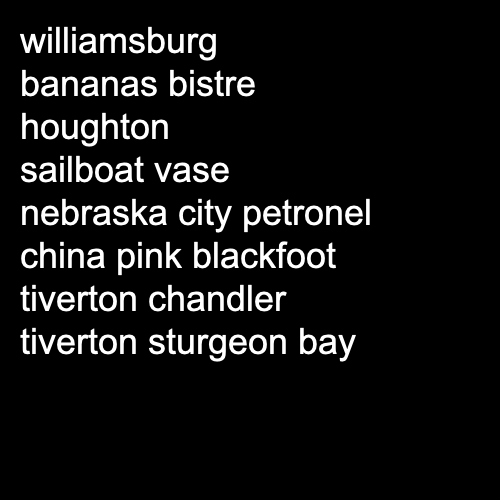 williamsburg
bananas bistre
houghton
sailboat vase
nebraska city petronel
china pink blackfoot
tiverton chandler
tiverton sturgeon bay